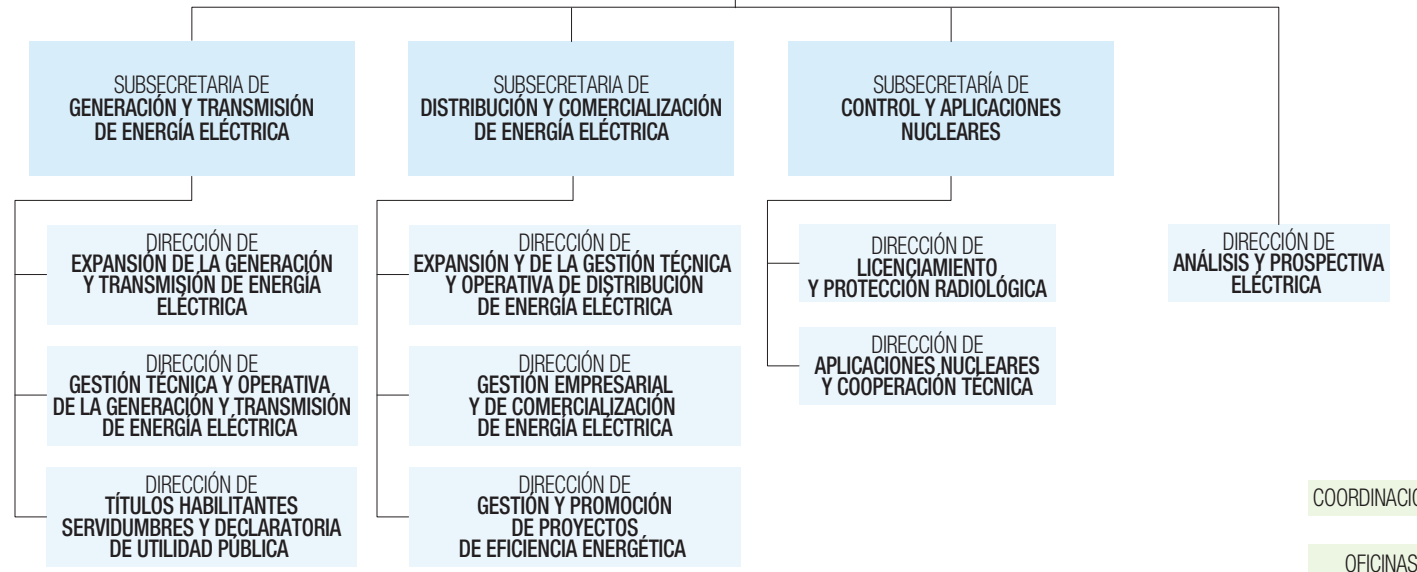 SUBSECRETARIA DE
GENERACIÓN Y TRANSMISIÓN
DE ENERGÍA ELÉCTRICA
SUBSECRETARIA DE
DISTRIBUCIÓN Y COMERCIALIZACIÓN
DE ENERGÍA ELÉCTRICA
SUBSECRETARÍA DE
CONTROL Y APLICACIONES
NUCLEARES
DIRECCIÓN DE
EXPANSIÓN DE LA GENERACIÓN
Y TRANSMISIÓN DE ENERGÍA
ELÉCTRICA
DIRECCIÓN DE
GESTIÓN TÉCNICA Y OPERATIVA
DE LA GENERACIÓN Y TRANSMISIÓN
DE ENERGÍA ELÉCTRICA
DIRECCIÓN DE
TÍTULOS HABILITANTES
SERVIDUMBRES Y DECLARATORIA
DE UTILIDAD PÚBLICA
DIRECCIÓN DE
EXPANSIÓN Y DE LA GESTIÓN TÉCNICA
Y OPERATIVA DE DISTRIBUCIÓN
DE ENERGÍA ELÉCTRICA
DIRECCIÓN DE
GESTIÓN EMPRESARIAL
Y DE COMERCIALIZACIÓN
DE ENERGÍA ELÉCTRICA
DIRECCIÓN DE
GESTIÓN Y PROMOCIÓN
DE PROYECTOS
DE EFICIENCIA ENERGÉTICA
DIRECCIÓN DE
LICENCIAMIENTO
Y PROTECCIÓN RADIOLÓGICA
DIRECCIÓN DE
APLICACIONES NUCLEARES
Y COOPERACIÓN TÉCNICA
DIRECCIÓN DE
ANÁLISIS Y PROSPECTIVA
ELÉCTRICA
COORDINACIO
OFICINAS